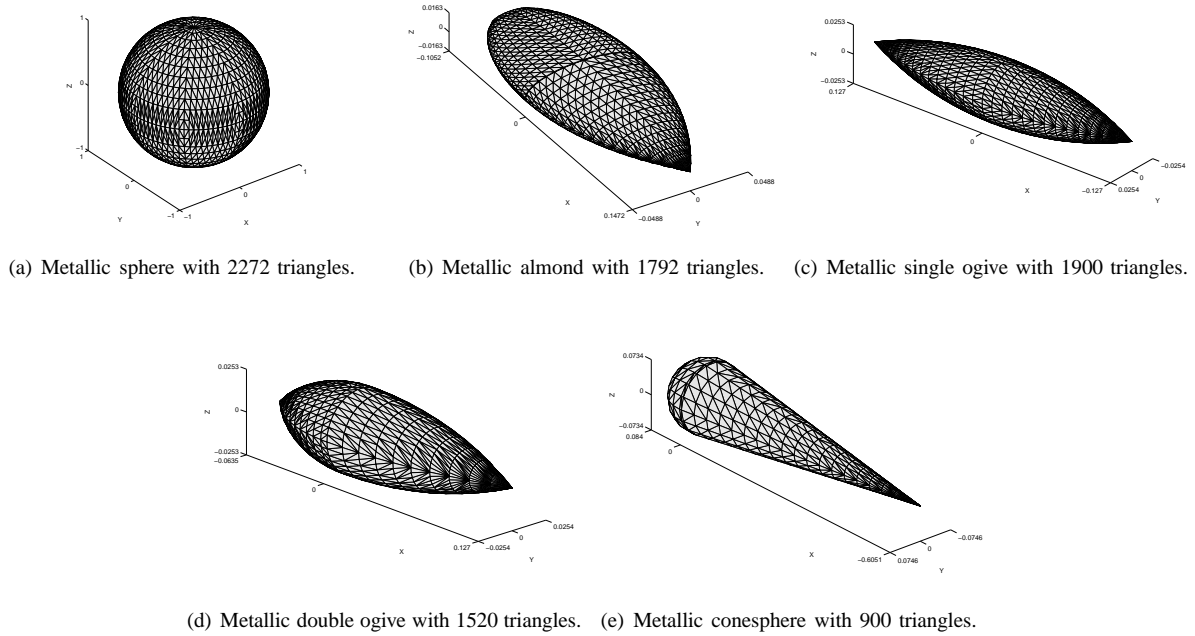 1
0
−1
1
0
−1
−1
0
1
Z
Y
X
0.0163
0
−0.0163
−0.1052
0
0.1472
−0.0488
0
0.0488
Z
X
Y
0.0253
0
−0.0253
0.127
0
−0.127
0.0254
0
−0.0254
Z
X
Y
(a) Metallic sphere with 2272 triangles.
(b) Metallic almond with 1792 triangles.
(c) Metallic single ogive with 1900 triangles.
0.0253
0
−0.0253
−0.0635
0
0.127
−0.0254
0
0.0254
Z
X
Y
0.0734
0
−0.0734
0.084
0
−0.6051
0.0746
0
−0.0746
Z
X
Y
(d) Metallic double ogive with 1520 triangles.
(e) Metallic conesphere with 900 triangles.